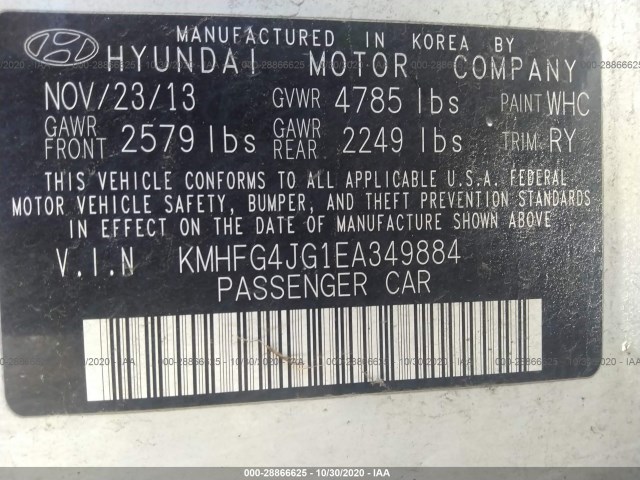 MANUFACTURED IN KOREA BY
HYUNDAI MOTOR COMPANY
NOV/23/13 GVWR 4785 lbs PAINT WHC
GAWR FRONT 2579 lbs GAWR REAR 2249 lbs TRIM RY
THIS VEHICLE CONFORMS TO ALL APPLICABLE U.S.A. FEDERAL
MOTOR VEHICLE SAFETY, BUMPER, AND THEFT PREVENTION STANDARDS
IN EFFECT ON THE DATE OF MANUFACTURE SHOWN ABOVE
V.I.N KMHFG4JG1EA349884
PASSENGER CAR
000-28866625 - 10/30/2020 - IAA